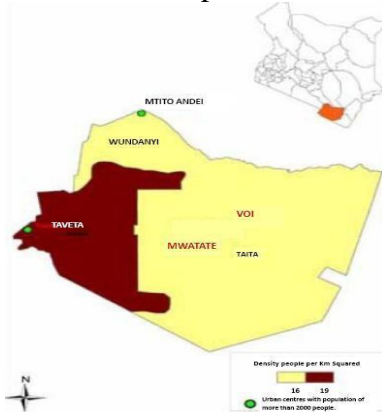 MTITO ANDEI
WUNDANYI
TAVETA
VOI
MWATATE
TAITA
N
Density people per Km Squared
16 19
Urban centres with population of
more than 2000 people.